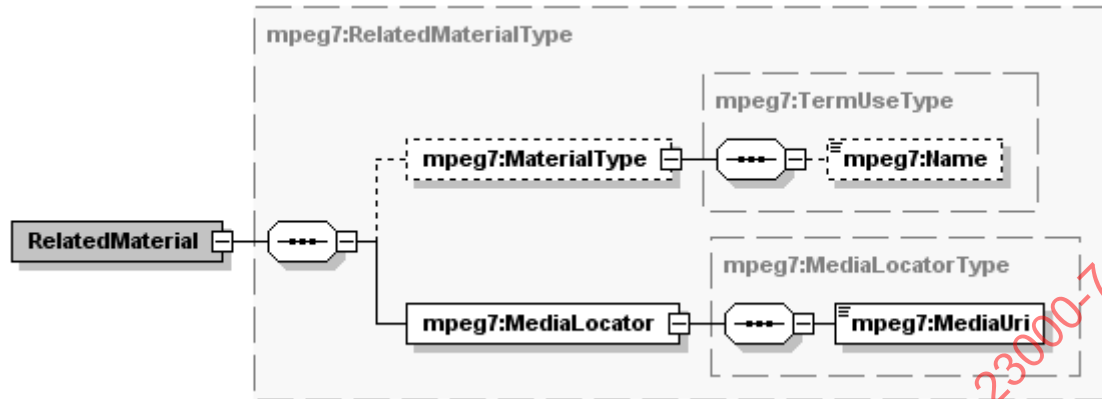 mpeg7:RelatedMaterialType
mpeg7:TermUseType
mpeg7:MaterialType
mpeg7:Name
RelatedMaterial
mpeg7:MediaLocatorType
mpeg7:MediaLocator
mpeg7:MediaUri
23000-7